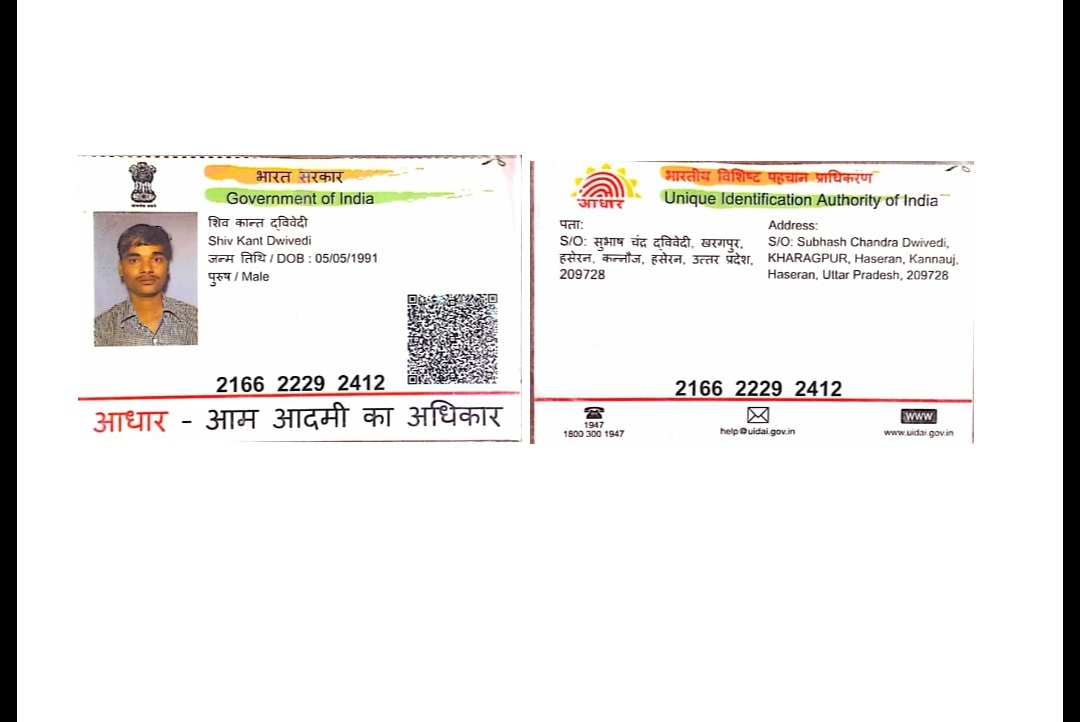 भारत सरकार
Government of India
शिव कान्त द्विवेदी
Shiv Kant Dwivedi
जन्म तिथि / DOB : 05/05/1991
पुरुष / Male
2166 2229 2412
आधार - आम आदमी का अधिकार
भारतीय विशिष्ट पहचान प्राधिकरण
आधार
Unique Identification Authority of India
पता:
S/O: सुभाष चंद्र द्विवेदी, खरगपुर,
हसेरन, कन्नौज, हसेरन, उत्तर प्रदेश,
209728
Address:
S/O: Subhash Chandra Dwivedi,
KHARAGPUR, Haseran, Kannauj,
Haseran, Uttar Pradesh, 209728
2166 2229 2412
1947
1800 300 1947
help@uidai.gov.in
www
www.uidai.gov.in